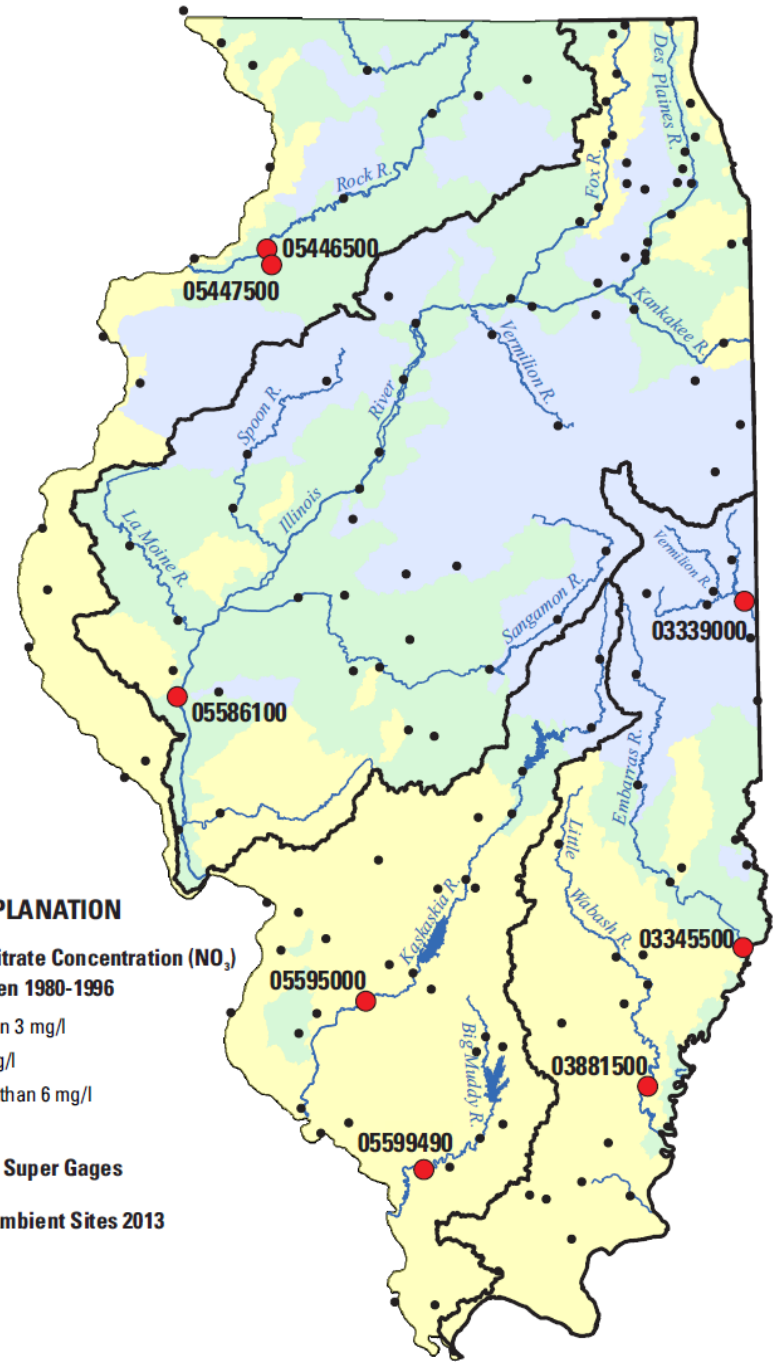 Des Plaines R.
Fox R.
Rock R.
05446500
05447500
Kankakee R.
Vermilion R.
Spoon R.
River
Illinois
La Moine R.
Vermilion R.
Sangamon R.
03339000
05586100
Embarras R.
Little
Wabash R.
PLANATION
itrate Concentration (NO₃)
en 1980-1996
n 3 mg/l
g/l
than 6 mg/l
Super Gages
mbient Sites 2013
Kaskaskia R.
03345500
05595000
Big Muddy R.
03881500
05599490